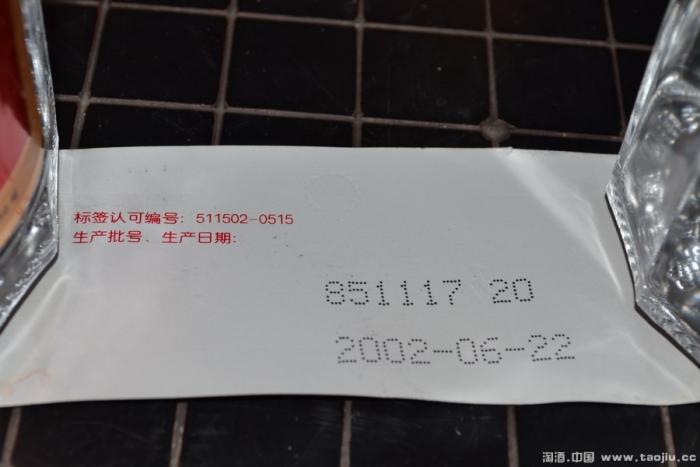 标签认可编号: 511502-0515
生产批号、生产日期:
851117 20
2002-06-22
淘酒.中国 www.taojiu.cc